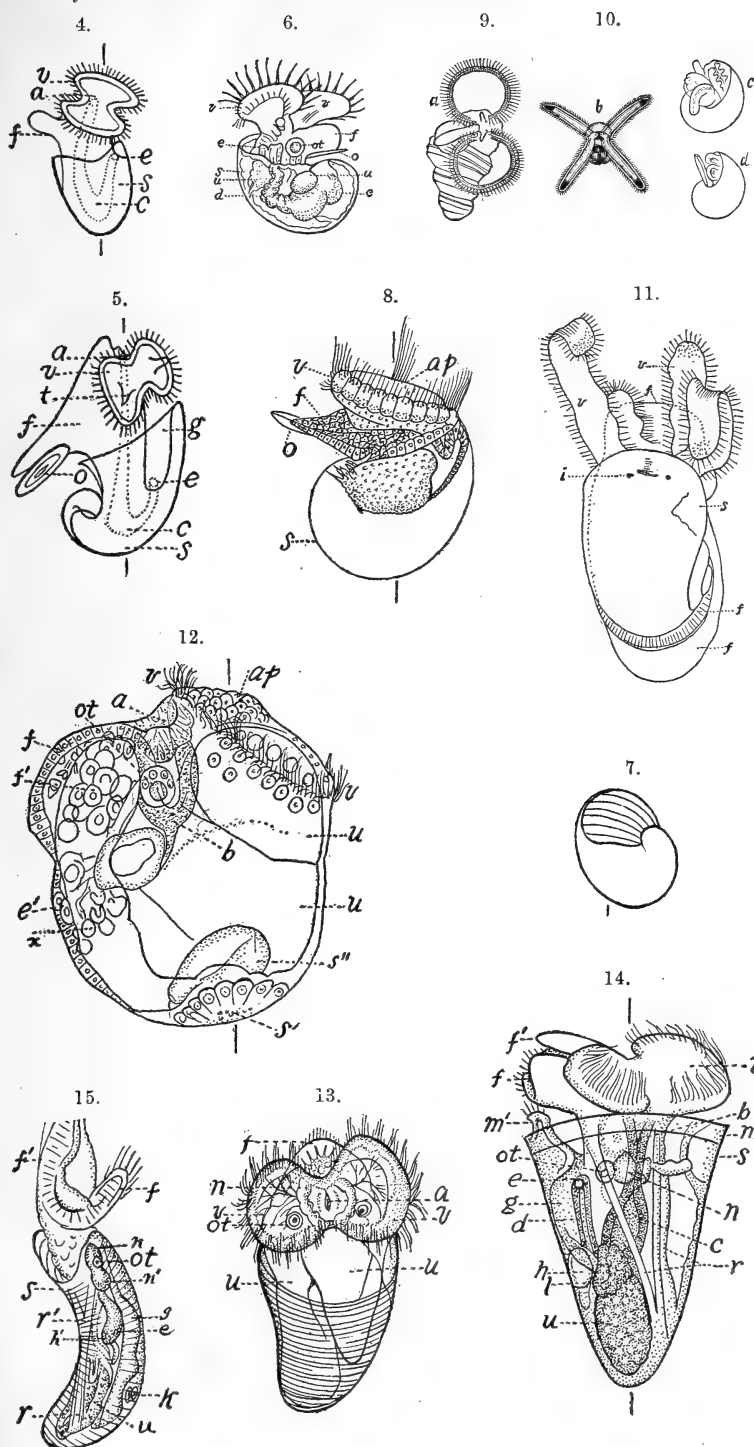 4.
v
a
f
e
s
c
6.
v
v
e
f
ot
o
s
u
u
d
c
9.
a
10.
b
c
d
5.
a
v
t
f
g
o
e
c
s
8.
v
ap
f
o
s
11.
v
v
f
i
s
f
f
12.
v
ap
a
ot
f
f'
v
u
b
u
e'
x
s"
s'
7.
15.
f'
f
n
ot
n'
s
r'
g
h'
e
k
r
u
13.
f
n
a
v
v
ot
u
u
14.
f'
v
f
b
m'
n
ot
s
e
n
g
d
c
h
r
l
u